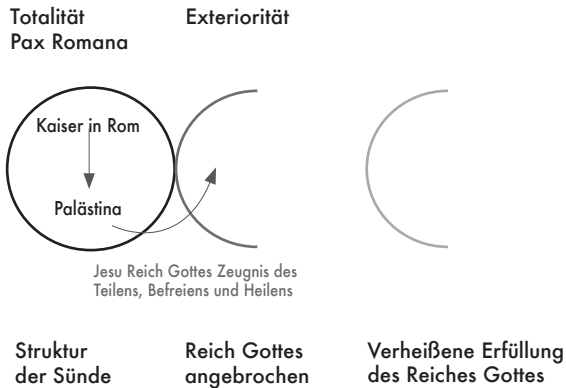 Totalität
Pax Romana
Exteriorität
Kaiser in Rom
Palästina
Jesu Reich Gottes Zeugnis des
Teilens, Befreiens und Heilens
Struktur
der Sünde
Reich Gottes
angebrochen
Verheißene Erfüllung
des Reiches Gottes